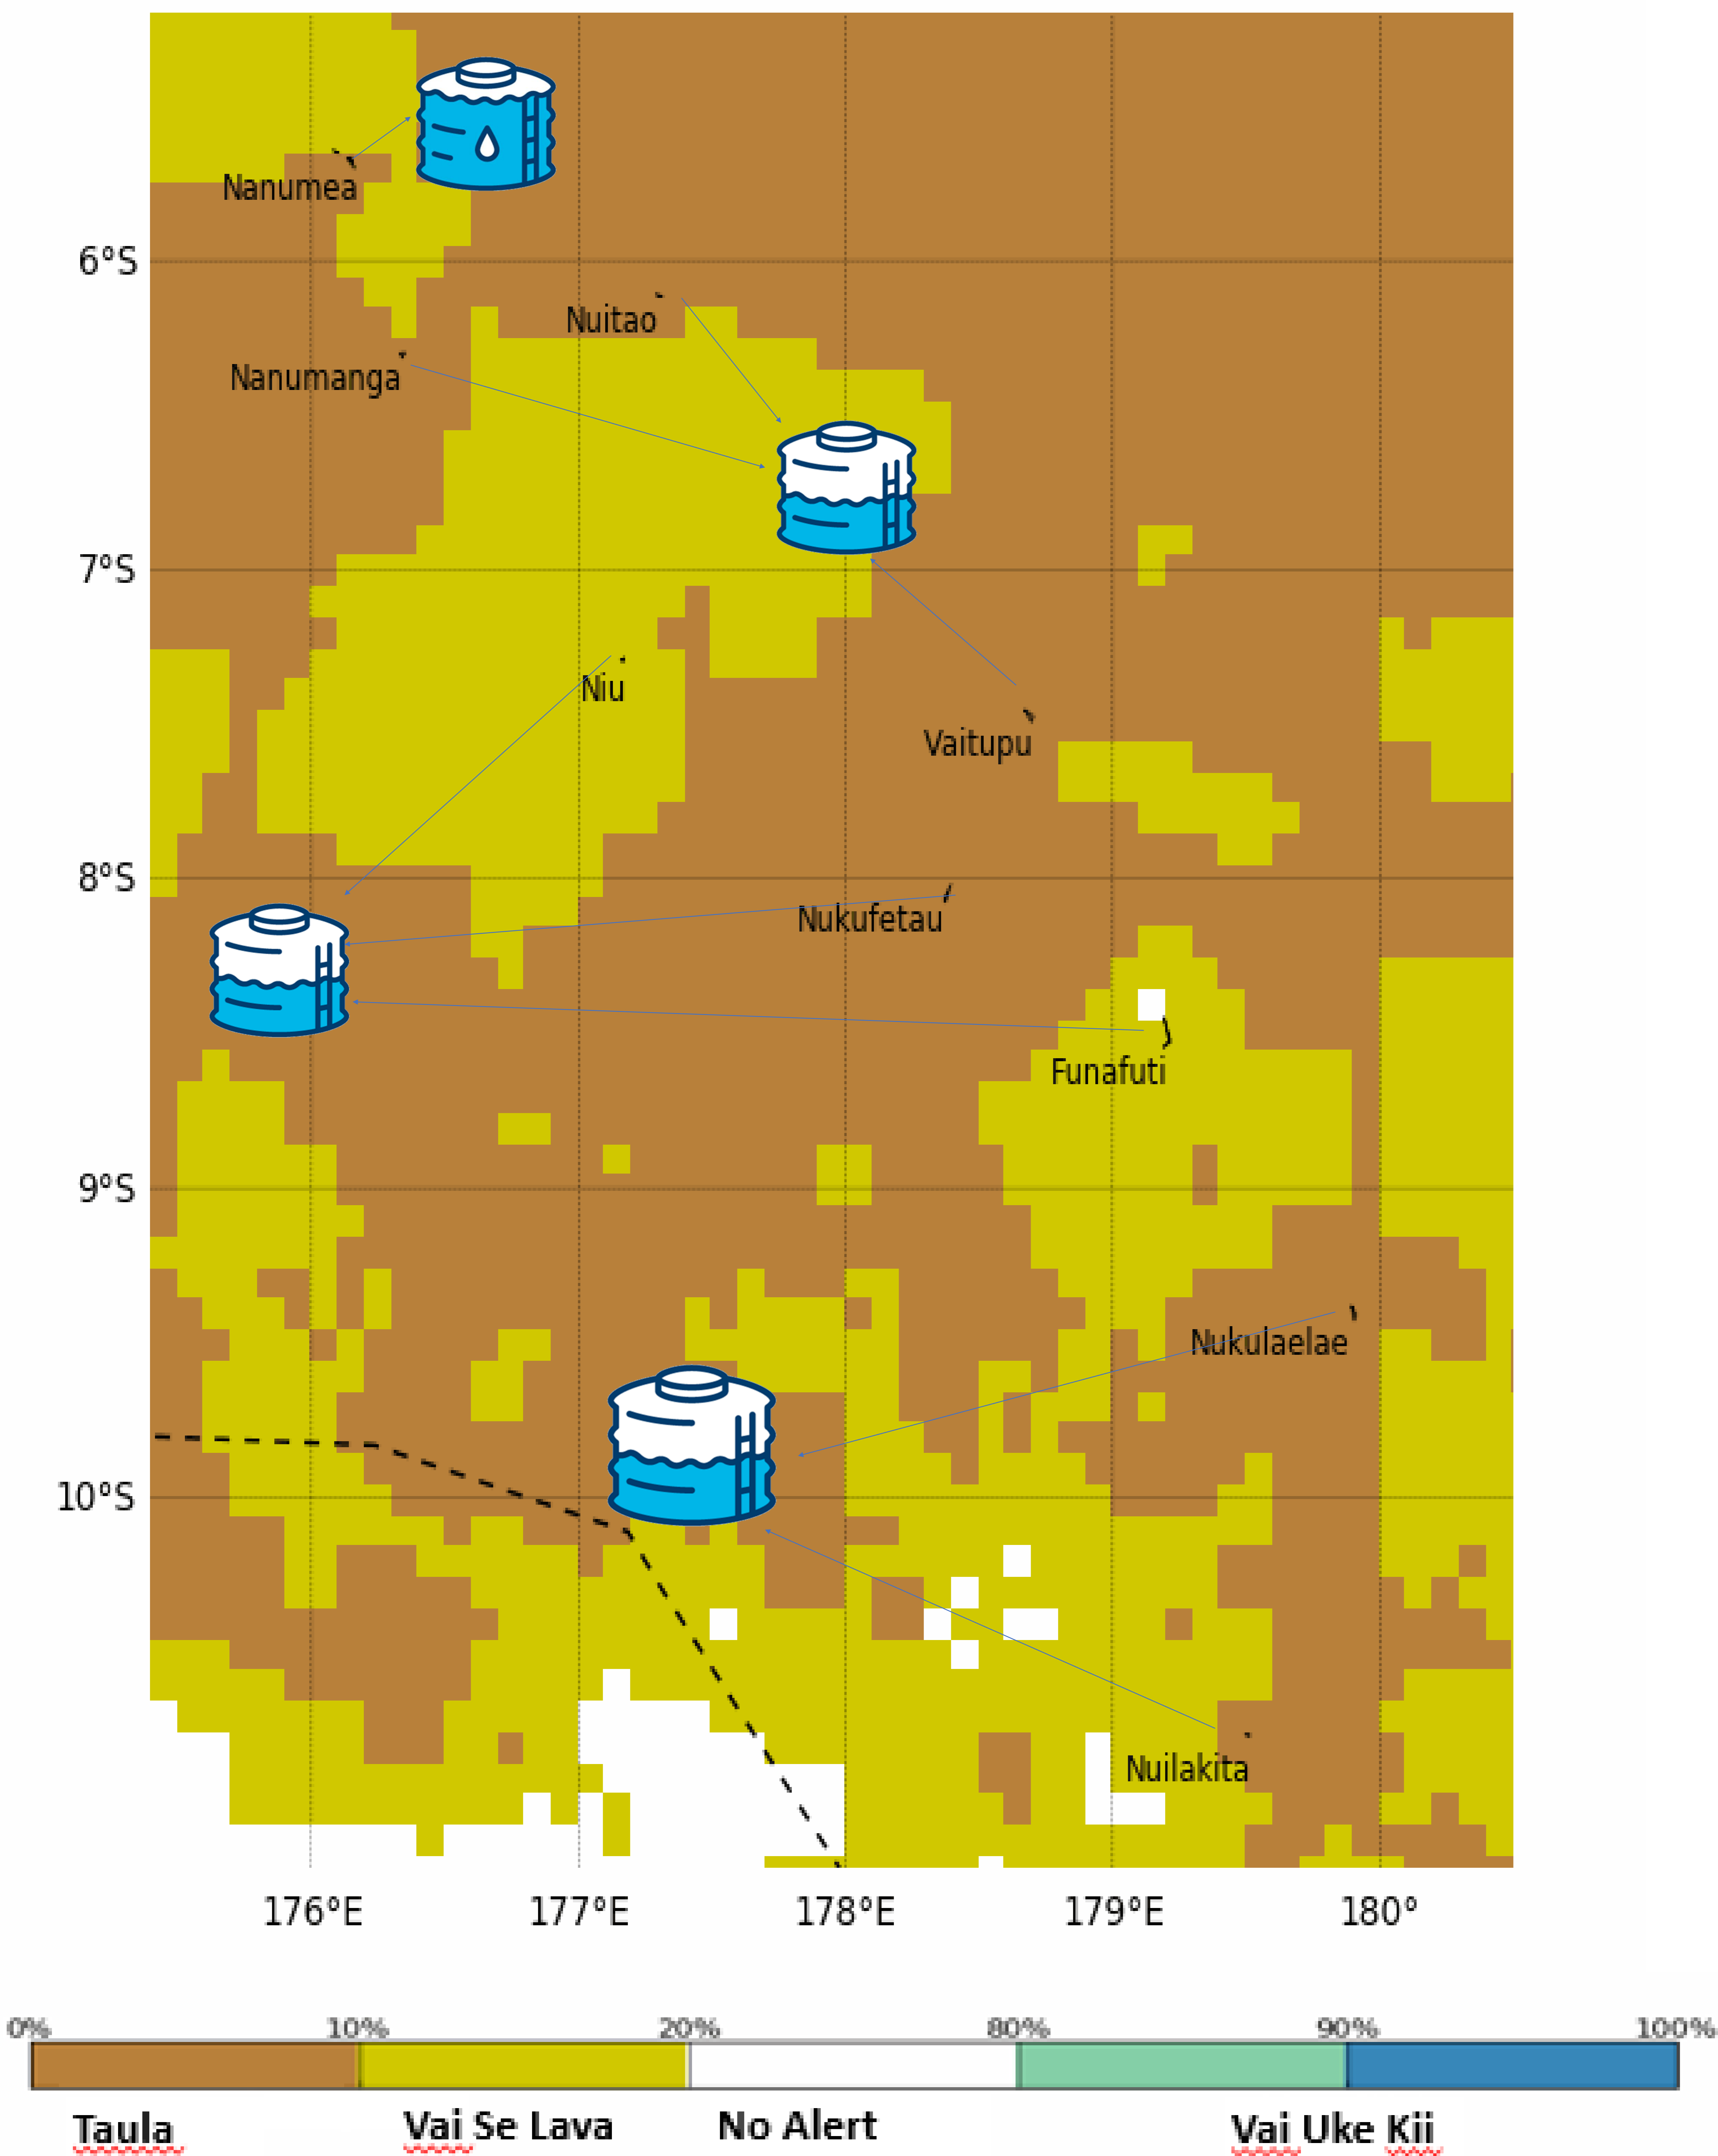 Nanumea
6°S
Nuitao
Nanumanga
7°S
Niu
Vaitupu
8°S
Nukufetau
Funafuti
9°S
Nukulaelae
10°S
Nuilakita
176°E 177°E 178°E 179°E 180°
0% 10% 20% 80% 90% 100%
Taula Vai Se Lava No Alert Vai Uke Kii